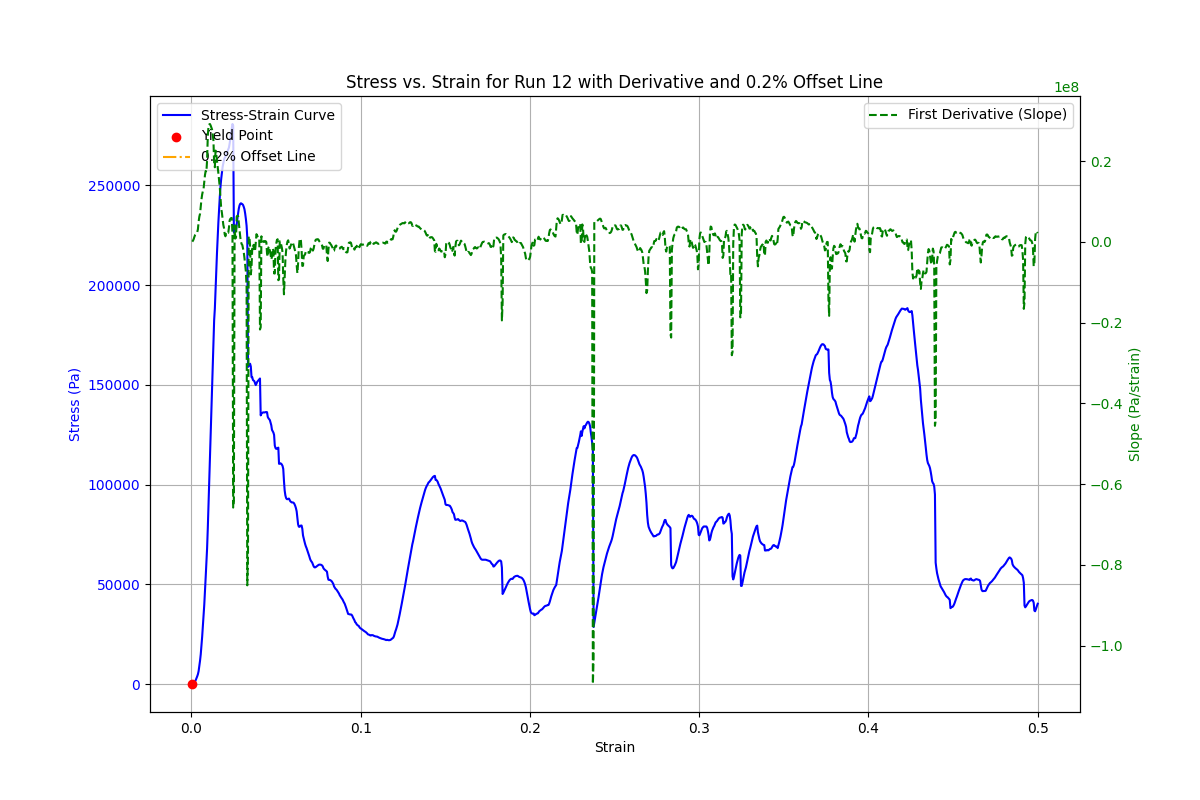 Stress vs. Strain for Run 12 with Derivative and 0.2% Offset Line
1e8
Stress-Strain Curve
Yield Point
0.2% Offset Line
First Derivative (Slope)
250000
200000
150000
100000
50000
0
Stress (Pa)
0.2
0.0
−0.2
−0.4
−0.6
−0.8
−1.0
Slope (Pa/strain)
0.0
0.1
0.2
0.3
0.4
0.5
Strain